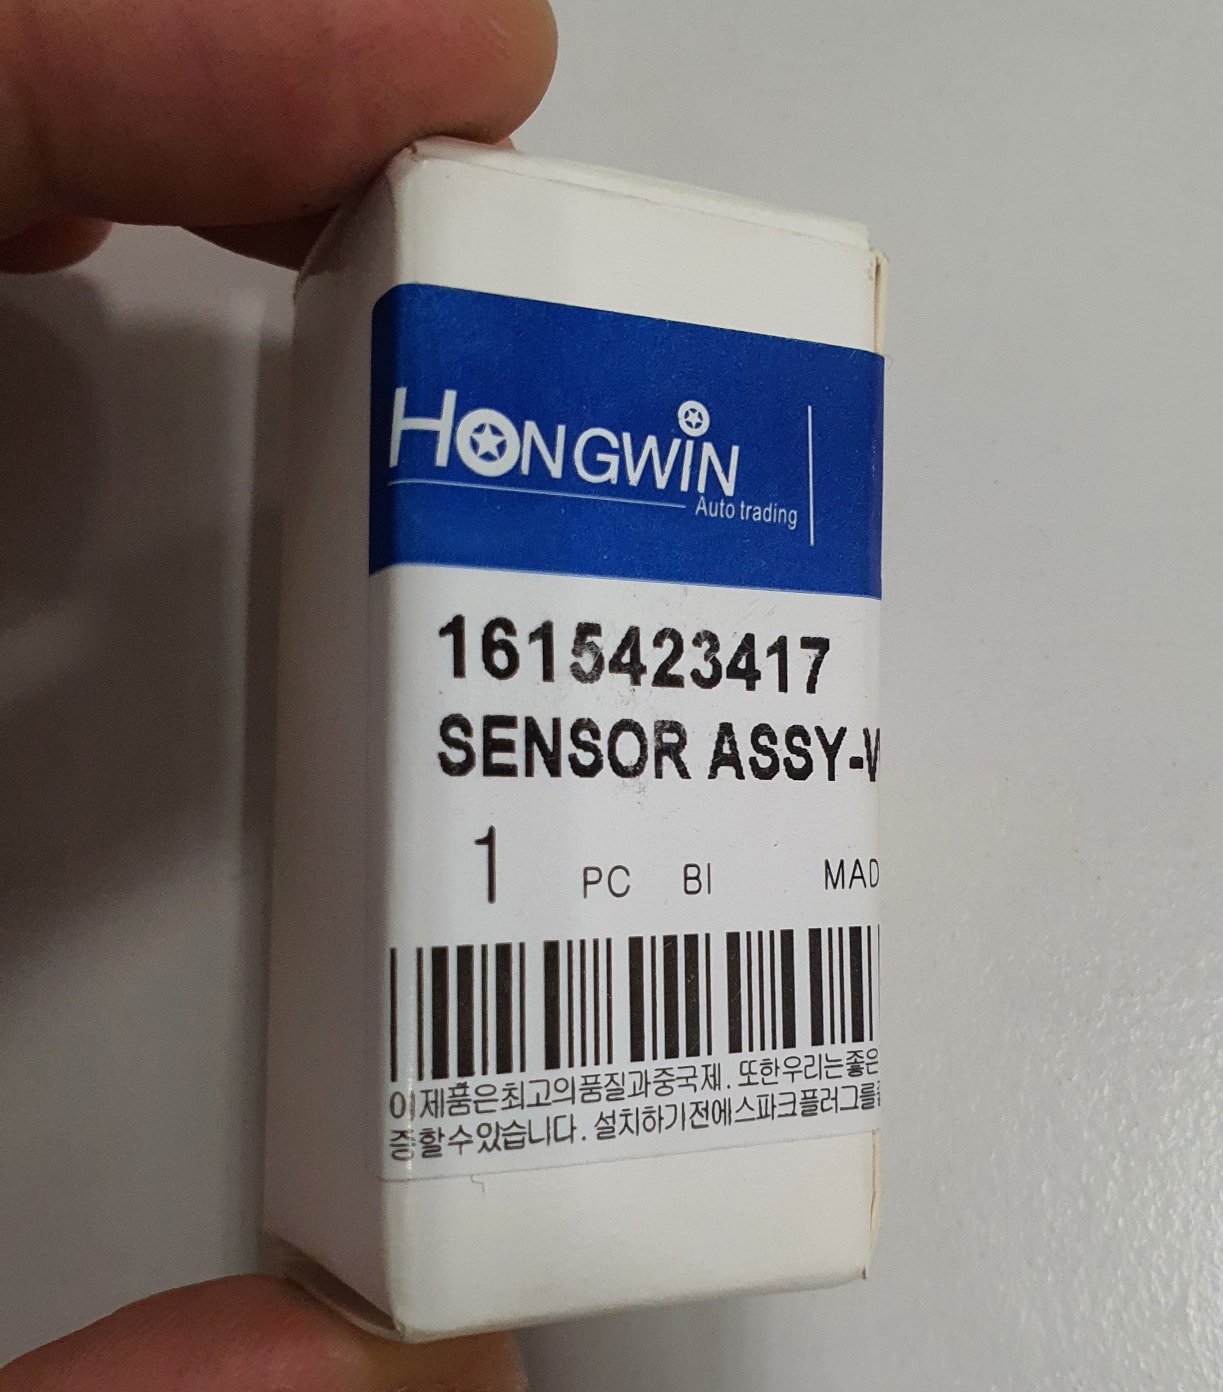 HONGWIN
Auto trading
1615423417
SENSOR ASSY-V
1 PC BI MAD
이 제품은최고의품질과중국제. 또한우리는좋은
증할수있습니다. 설치하기전에스파크플러그를